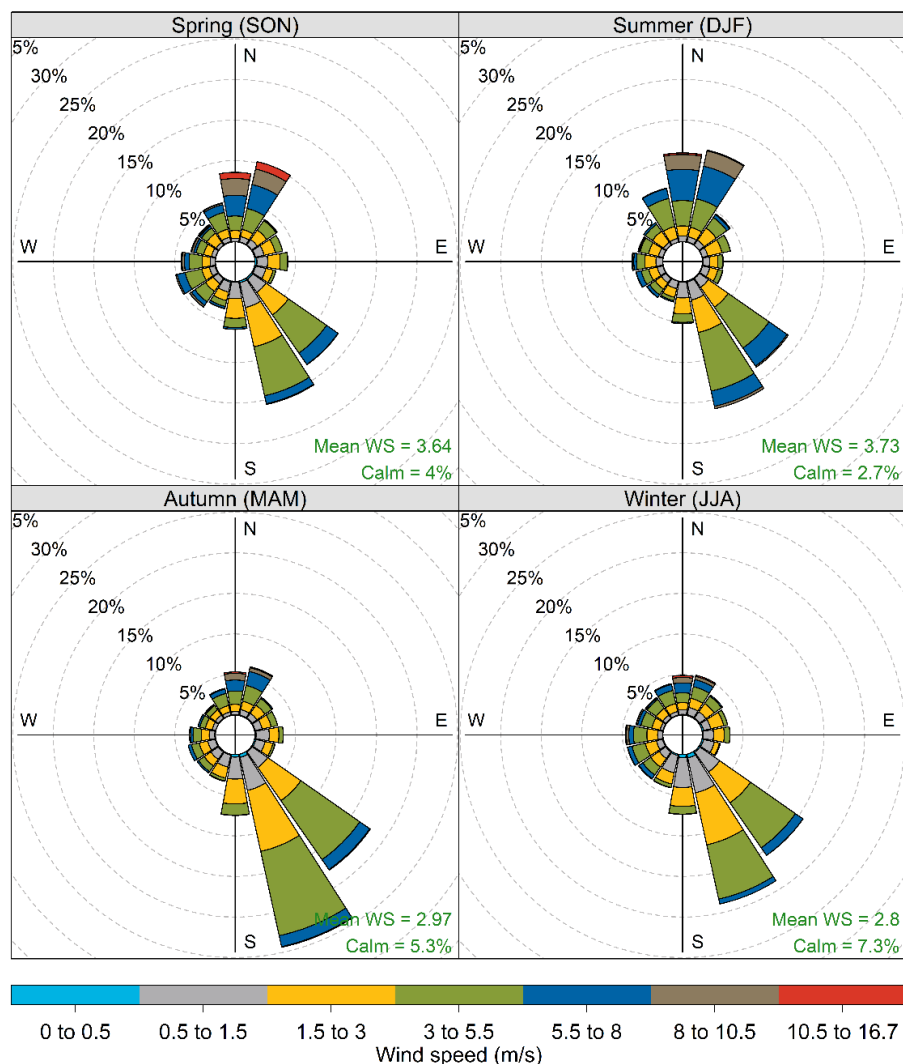 Spring (SON)
Summer (DJF)
5%
30%
25%
20%
15%
10%
5%
N
W
E
S
Mean WS = 3.64
Calm = 4%
5%
30%
25%
20%
15%
10%
5%
N
W
E
S
Mean WS = 3.73
Calm = 2.7%
Autumn (MAM)
Winter (JJA)
5%
30%
25%
20%
15%
10%
5%
N
W
E
S
Mean WS = 2.97
Calm = 5.3%
5%
30%
25%
20%
15%
10%
5%
N
W
E
S
Mean WS = 2.8
Calm = 7.3%
0 to 0.5 0.5 to 1.5 1.5 to 3 3 to 5.5 5.5 to 8 8 to 10.5 10.5 to 16.7
Wind speed (m/s)